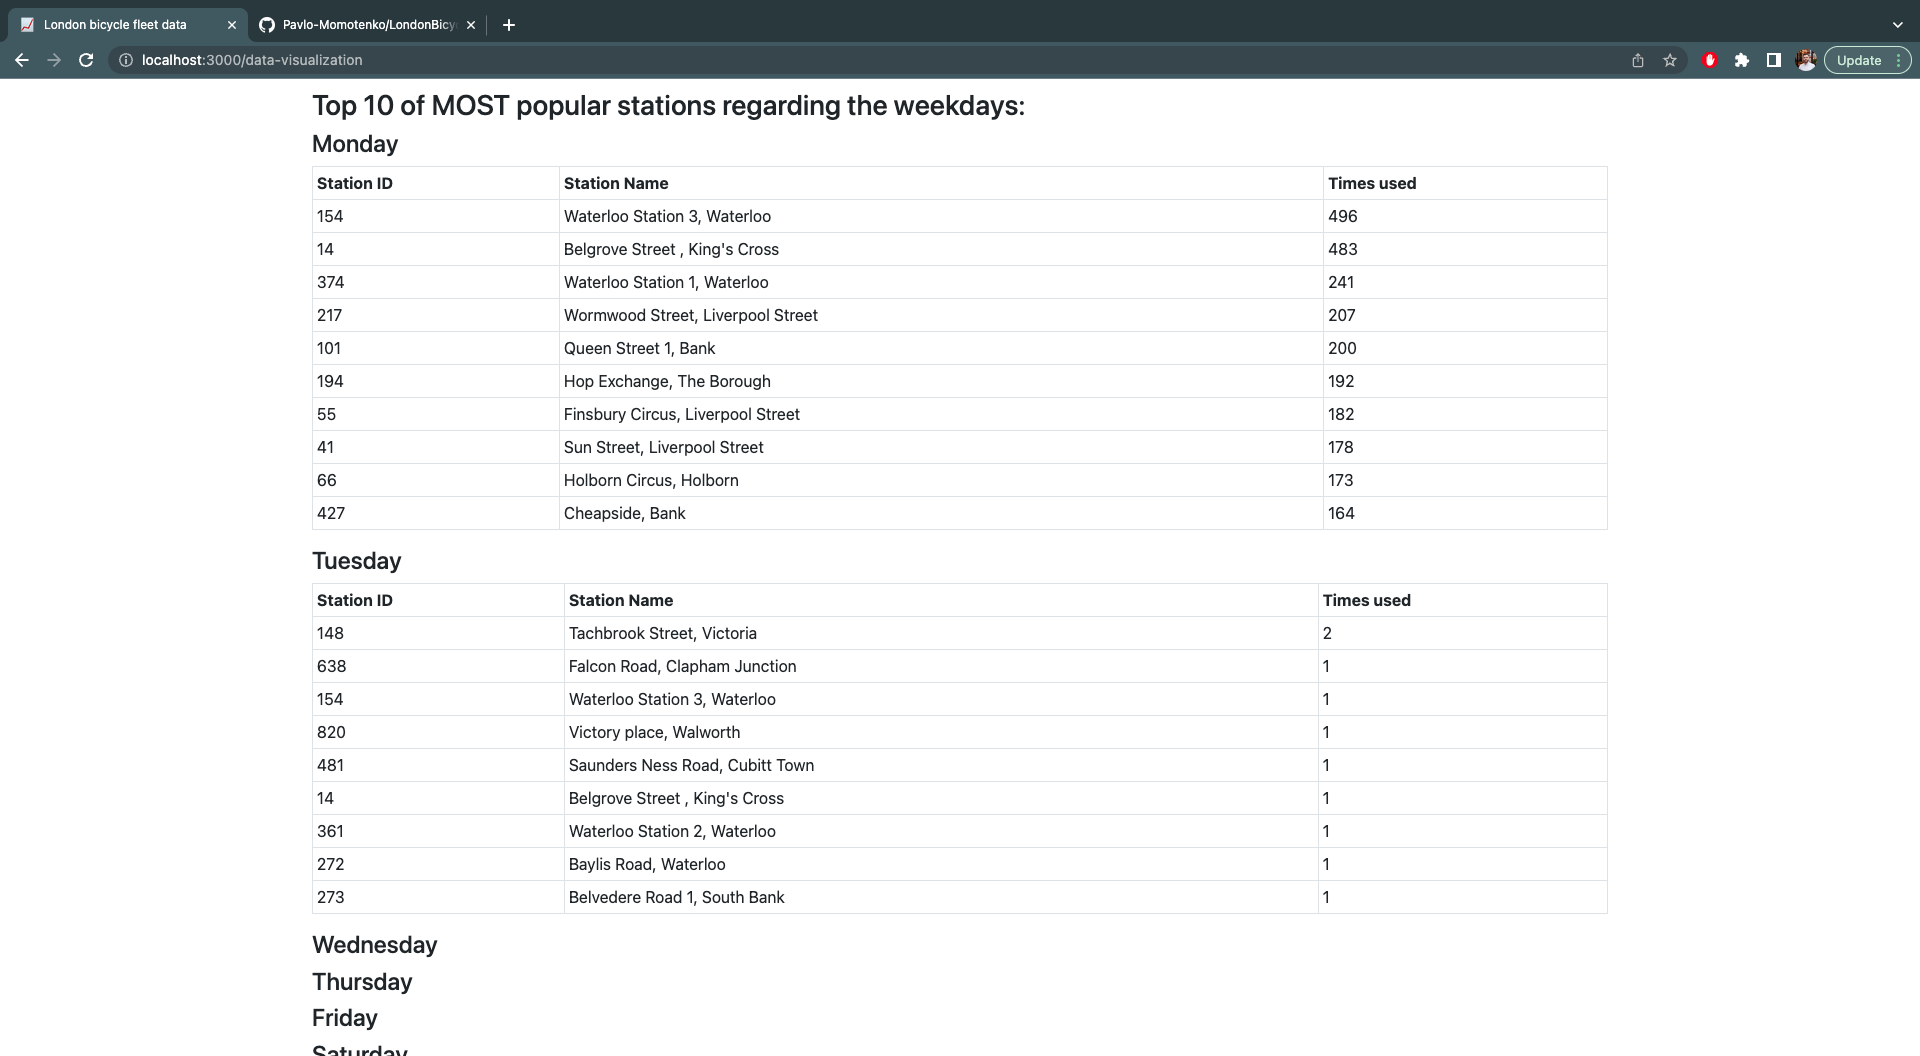 London bicycle fleet data
Pavlo-Momotenko/LondonBicy
localhost:3000/data-visualization
Update
Top 10 of MOST popular stations regarding the weekdays:
Monday
Station ID Station Name Times used
154 Waterloo Station 3, Waterloo 496
14 Belgrove Street , King's Cross 483
374 Waterloo Station 1, Waterloo 241
217 Wormwood Street, Liverpool Street 207
101 Queen Street 1, Bank 200
194 Hop Exchange, The Borough 192
55 Finsbury Circus, Liverpool Street 182
41 Sun Street, Liverpool Street 178
66 Holborn Circus, Holborn 173
427 Cheapside, Bank 164
Tuesday
Station ID Station Name Times used
148 Tachbrook Street, Victoria 2
638 Falcon Road, Clapham Junction 1
154 Waterloo Station 3, Waterloo 1
820 Victory place, Walworth 1
481 Saunders Ness Road, Cubitt Town 1
14 Belgrove Street , King's Cross 1
361 Waterloo Station 2, Waterloo 1
272 Baylis Road, Waterloo 1
273 Belvedere Road 1, South Bank 1
Wednesday
Thursday
Friday
Saturday